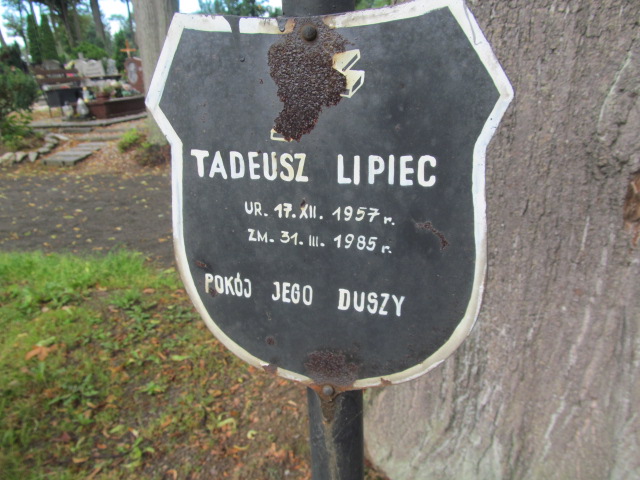 TADEUSZ LIPIEC
UR. 17.XII. 1957 r.
ZM. 31. III. 1985 r.
POKÓJ JEGO DUSZY